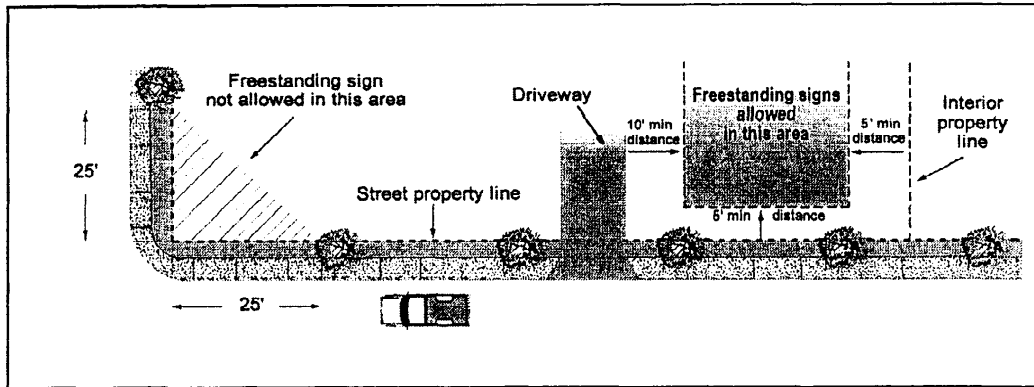 Freestanding sign
not allowed in this area
Driveway
Freestanding signs
allowed
in this area
10' min
distance
5' min
distance
Interior
property
line
25'
Street property line
5' min distance
25'